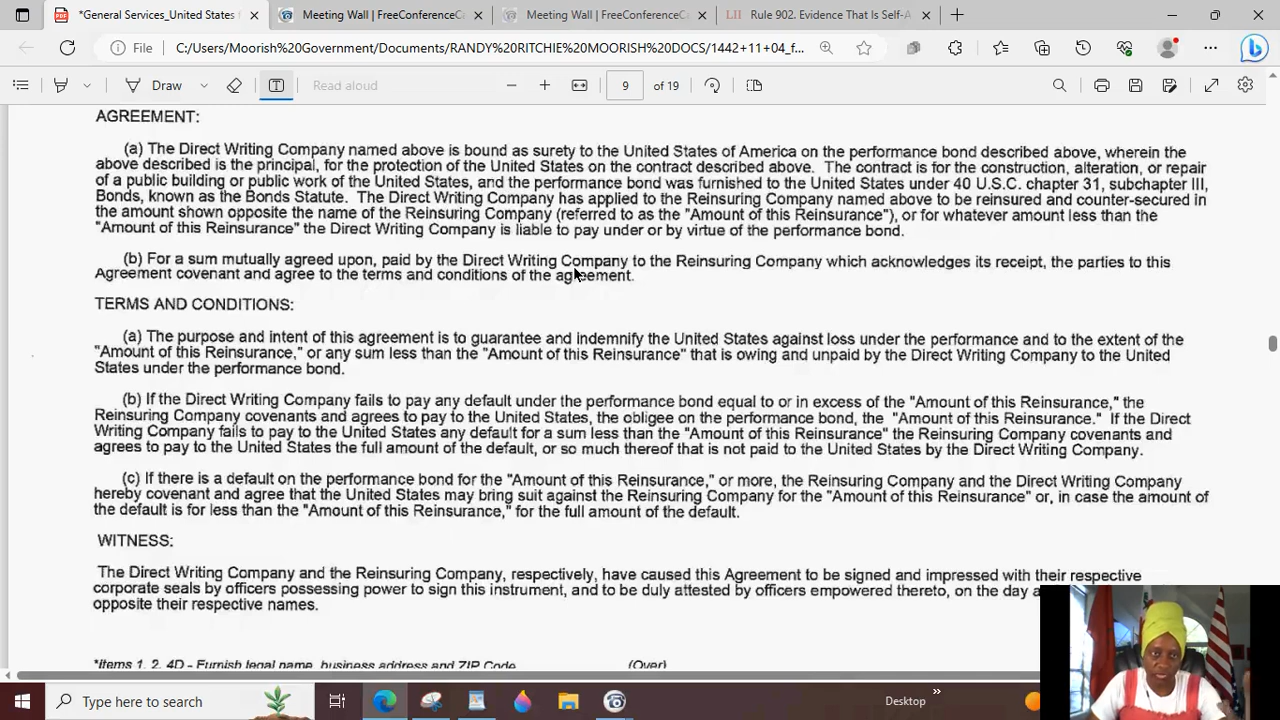 *General Services_United States
Meeting Wall | FreeConferenceCa
Meeting Wall | FreeConferenceCal
Rule 902. Evidence That Is Self-A
File
C:/Users/Moorish%20Government/Documents/RANDY%20RITCHIE%20MOORISH%20DOCS/1442+11+04_f...
Draw
Read aloud
9
of 19
AGREEMENT:
(a) The Direct Writing Company named above is bound as surety to the United States of America on the performance bond described above, wherein the
above described is the principal, for the protection of the United States on the contract described above. The contract is for the construction, alteration, or repair
of a public building or public work of the United States, and the performance bond was furnished to the United States under 40 U.S.C. chapter 31, subchapter III,
Bonds, known as the Bonds Statute. The Direct Writing Company has applied to the Reinsuring Company named above to be reinsured and counter-secured in
the amount shown opposite the name of the Reinsuring Company (referred to as the "Amount of this Reinsurance"), or for whatever amount less than the
"Amount of this Reinsurance" the Direct Writing Company is liable to pay under or by virtue of the performance bond.
(b) For a sum mutually agreed upon, paid by the Direct Writing Company to the Reinsuring Company which acknowledges its receipt, the parties to this
Agreement covenant and agree to the terms and conditions of the agreement.
TERMS AND CONDITIONS:
(a) The purpose and intent of this agreement is to guarantee and indemnify the United States against loss under the performance and to the extent of the
"Amount of this Reinsurance," or any sum less than the "Amount of this Reinsurance" that is owing and unpaid by the Direct Writing Company to the United
States under the performance bond.
(b) If the Direct Writing Company fails to pay any default under the performance bond equal to or in excess of the "Amount of this Reinsurance," the
Reinsuring Company covenants and agrees to pay to the United States, the obligee on the performance bond, the "Amount of this Reinsurance." If the Direct
Writing Company fails to pay to the United States any default for a sum less than the "Amount of this Reinsurance" the Reinsuring Company covenants and
agrees to pay to the United States the full amount of the default, or so much thereof that is not paid to the United States by the Direct Writing Company.
(c) If there is a default on the performance bond for the "Amount of this Reinsurance," or more, the Reinsuring Company and the Direct Writing Company
hereby covenant and agree that the United States may bring suit against the Reinsuring Company for the "Amount of this Reinsurance" or, in case the amount of
the default is for less than the "Amount of this Reinsurance," for the full amount of the default.
WITNESS:
The Direct Writing Company and the Reinsuring Company, respectively, have caused this Agreement to be signed and impressed with their respective
corporate seals by officers possessing power to sign this instrument, and to be duly attested by officers empowered thereto, on the day a
opposite their respective names.
*Items 1, 2, 4D - Furnish legal name, business address and ZIP Code.
(Over)
Type here to search
Desktop